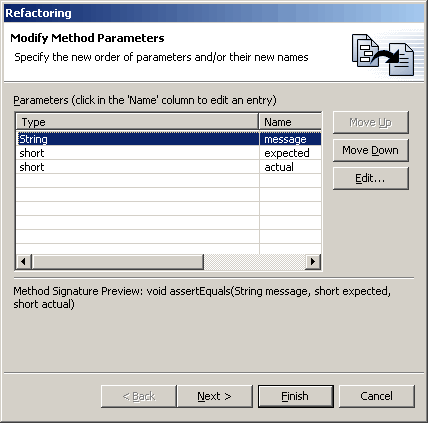 Refactoring
Modify Method Parameters
Specify the new order of parameters and/or their new names
Parameters (click in the 'Name' column to edit an entry)
Type Name
String message
short expected
short actual
Move Up
Move Down
Edit...
Method Signature Preview: void assertEquals(String message, short expected,
short actual)
< Back Next > Finish Cancel